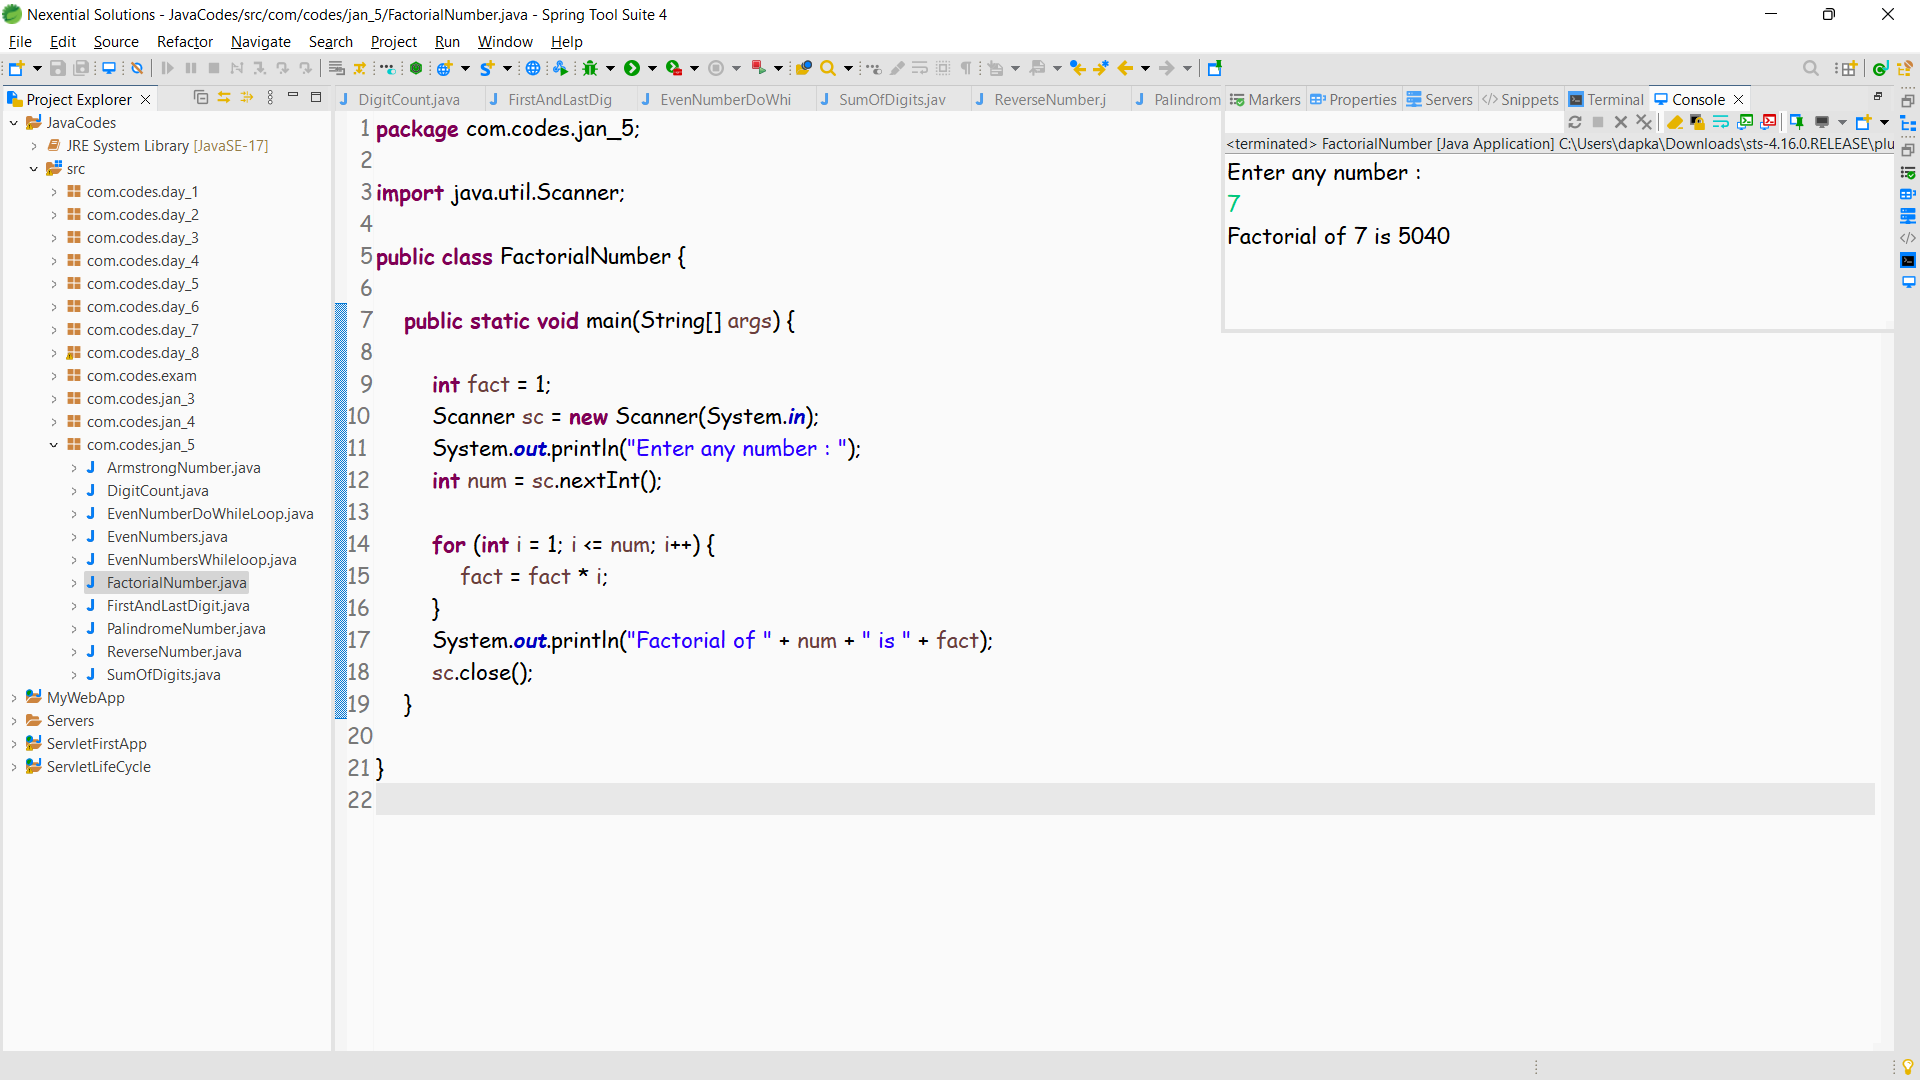 Nexential Solutions - JavaCodes/src/com/codes/jan_5/FactorialNumber.java - Spring Tool Suite 4
File Edit Source Refactor Navigate Search Project Run Window Help
Project Explorer
JavaCodes
JRE System Library [JavaSE-17]
src
com.codes.day_1
com.codes.day_2
com.codes.day_3
com.codes.day_4
com.codes.day_5
com.codes.day_6
com.codes.day_7
com.codes.day_8
com.codes.exam
com.codes.jan_3
com.codes.jan_4
com.codes.jan_5
ArmstrongNumber.java
DigitCount.java
EvenNumberDoWhileLoop.java
EvenNumbers.java
EvenNumbersWhileloop.java
FactorialNumber.java
FirstAndLastDigit.java
PalindromeNumber.java
ReverseNumber.java
SumOfDigits.java
MyWebApp
Servers
ServletFirstApp
ServletLifeCycle
DigitCount.java FirstAndLastDig EvenNumberDoWhi SumOfDigits.jav ReverseNumber.j Palindrom
1 package com.codes.jan_5;
2
3 import java.util.Scanner;
4
5 public class FactorialNumber {
6
7 public static void main(String[] args) {
8
9 int fact = 1;
10 Scanner sc = new Scanner(System.in);
11 System.out.println("Enter any number : ");
12 int num = sc.nextInt();
13
14 for (int i = 1; i <= num; i++) {
15 fact = fact * i;
16 }
17 System.out.println("Factorial of " + num + " is " + fact);
18 sc.close();
19 }
20
21 }
22
Markers Properties Servers Snippets Terminal Console
<terminated> FactorialNumber [Java Application] C:\Users\dapka\Downloads\sts-4.16.0.RELEASE\plu
Enter any number :
7
Factorial of 7 is 5040